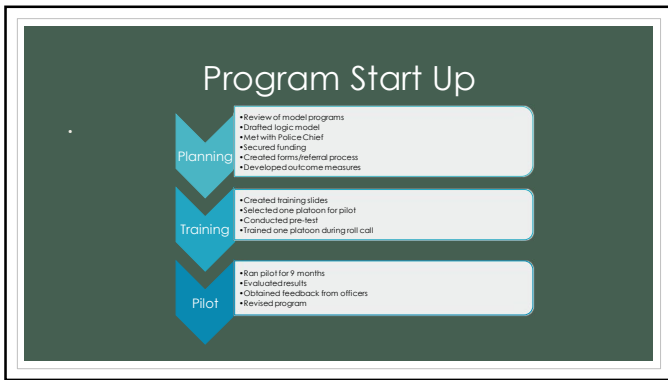 Program Start Up
•
Planning
•Review of model programs
•Drafted logic model
•Met with Police Chief
•Secured funding
•Created forms/referral process
•Developed outcome measures
Training
•Created training slides
•Selected one platoon for pilot
•Conducted pre-test
•Trained one platoon during roll call
Pilot
•Ran pilot for 9 months
•Evaluated results
•Obtained feedback from officers
•Revised program